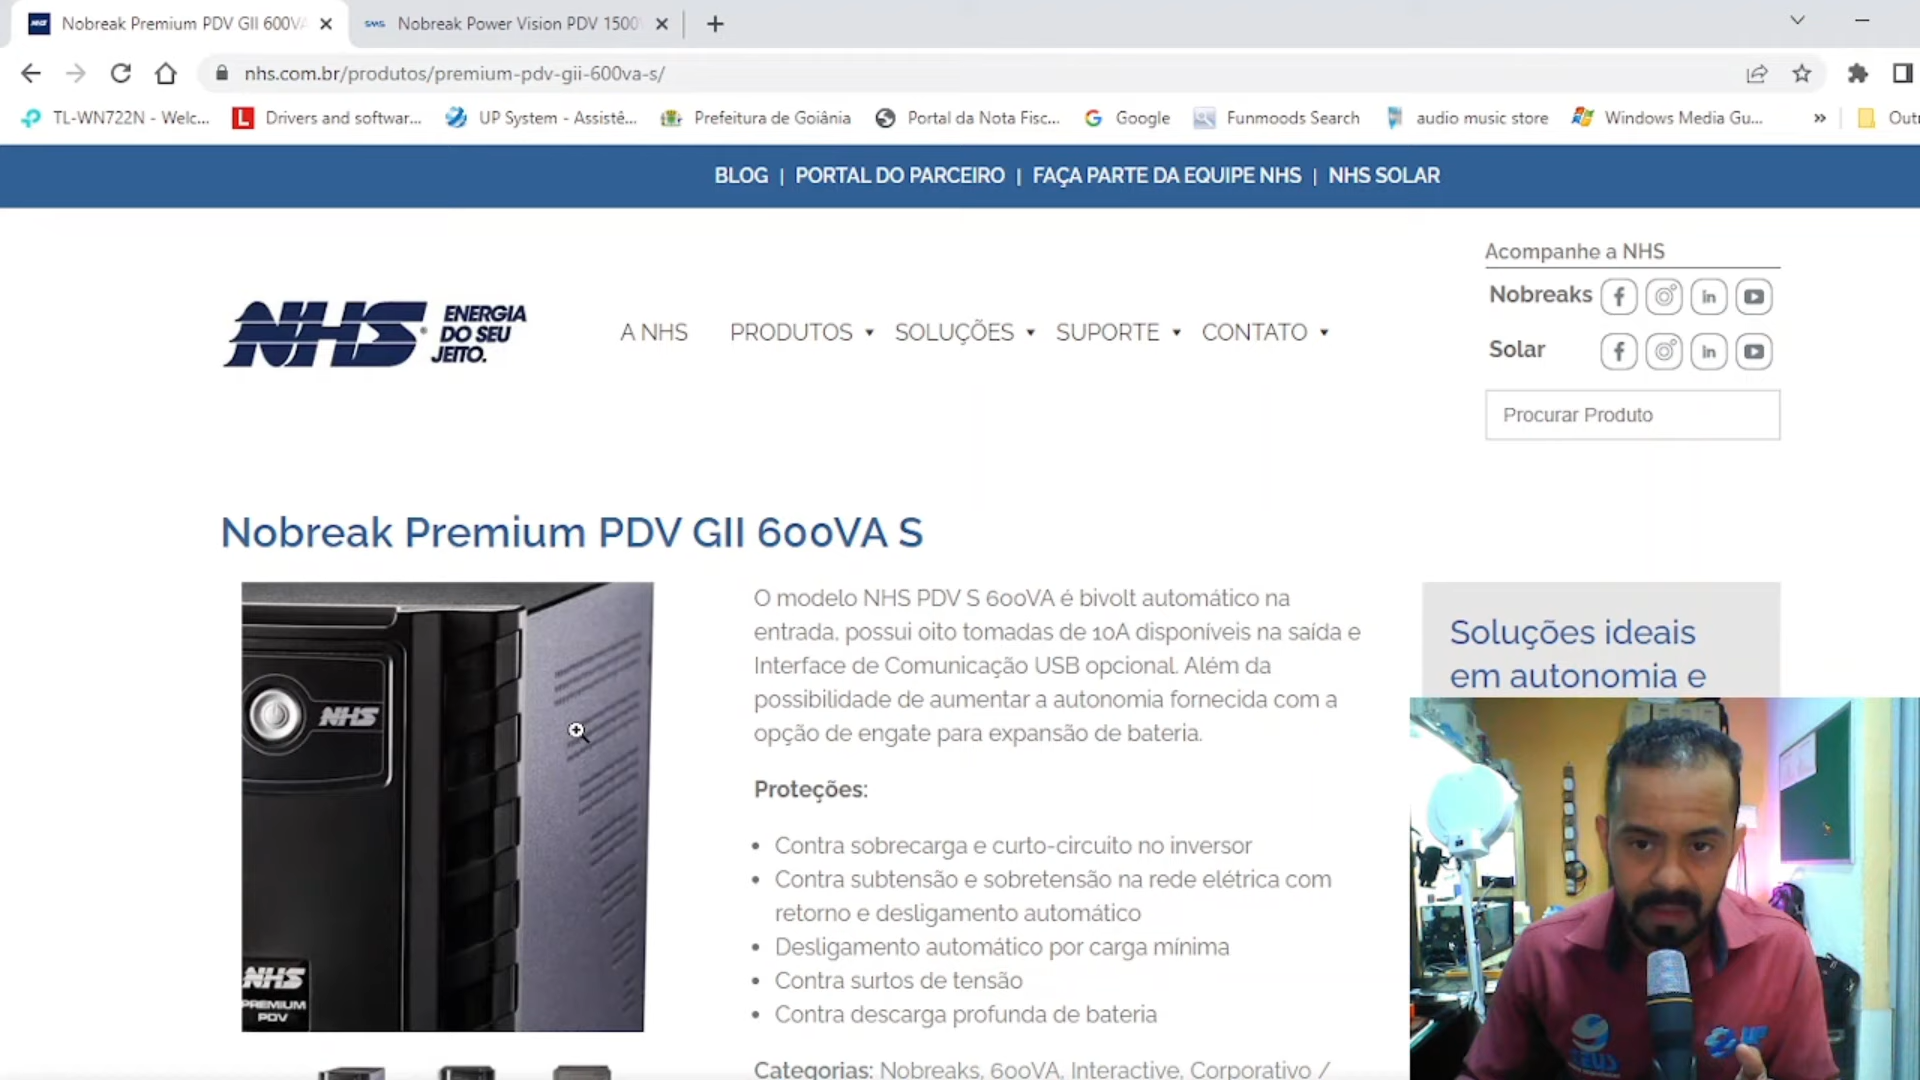 Nobreak Premium PDV GII 600VA
SMS Nobreak Power Vision PDV 1500
nhs.com.br/produtos/premium-pdv-gii-600va-s/
TL-WN722N - Welc...
Drivers and softwar...
UP System - Assistê...
Prefeitura de Goiânia
Portal da Nota Fisc...
Google
Funmoods Search
audio music store
Windows Media Gu...
»
BLOG | PORTAL DO PARCEIRO | FAÇA PARTE DA EQUIPE NHS | NHS SOLAR
NHS ENERGIA
DO SEU
JEITO.
A NHS PRODUTOS SOLUÇÕES SUPORTE CONTATO
Acompanhe a NHS
Nobreaks
Solar
Procurar Produto
Nobreak Premium PDV GII 600VA S
NHS
NHS
PREMIUM
PDV
O modelo NHS PDV S 600VA é bivolt automático na
entrada, possui oito tomadas de 10A disponíveis na saída e
Interface de Comunicação USB opcional. Além da
possibilidade de aumentar a autonomia fornecida com a
opção de engate para expansão de bateria.
Proteções:
• Contra sobrecarga e curto-circuito no inversor
• Contra subtensão e sobretensão na rede elétrica com
retorno e desligamento automático
• Desligamento automático por carga mínima
• Contra surtos de tensão
• Contra descarga profunda de bateria
Categorias: Nobreaks, 600VA, Interactive, Corporativo /
Soluções ideais
em autonomia e
UP